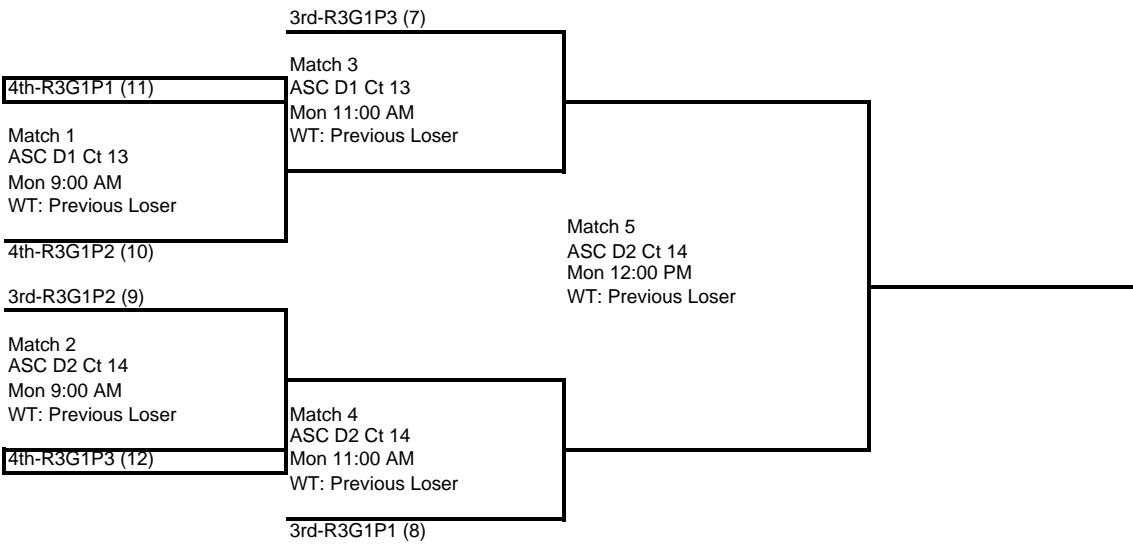 3rd-R3G1P3 (7)
Match 3
ASC D1 Ct 13
Mon 11:00 AM
WT: Previous Loser
4th-R3G1P1 (11)
Match 1
ASC D1 Ct 13
Mon 9:00 AM
WT: Previous Loser
4th-R3G1P2 (10)
Match 5
ASC D2 Ct 14
Mon 12:00 PM
WT: Previous Loser
3rd-R3G1P2 (9)
Match 2
ASC D2 Ct 14
Mon 9:00 AM
WT: Previous Loser
4th-R3G1P3 (12)
Match 4
ASC D2 Ct 14
Mon 11:00 AM
WT: Previous Loser
3rd-R3G1P1 (8)